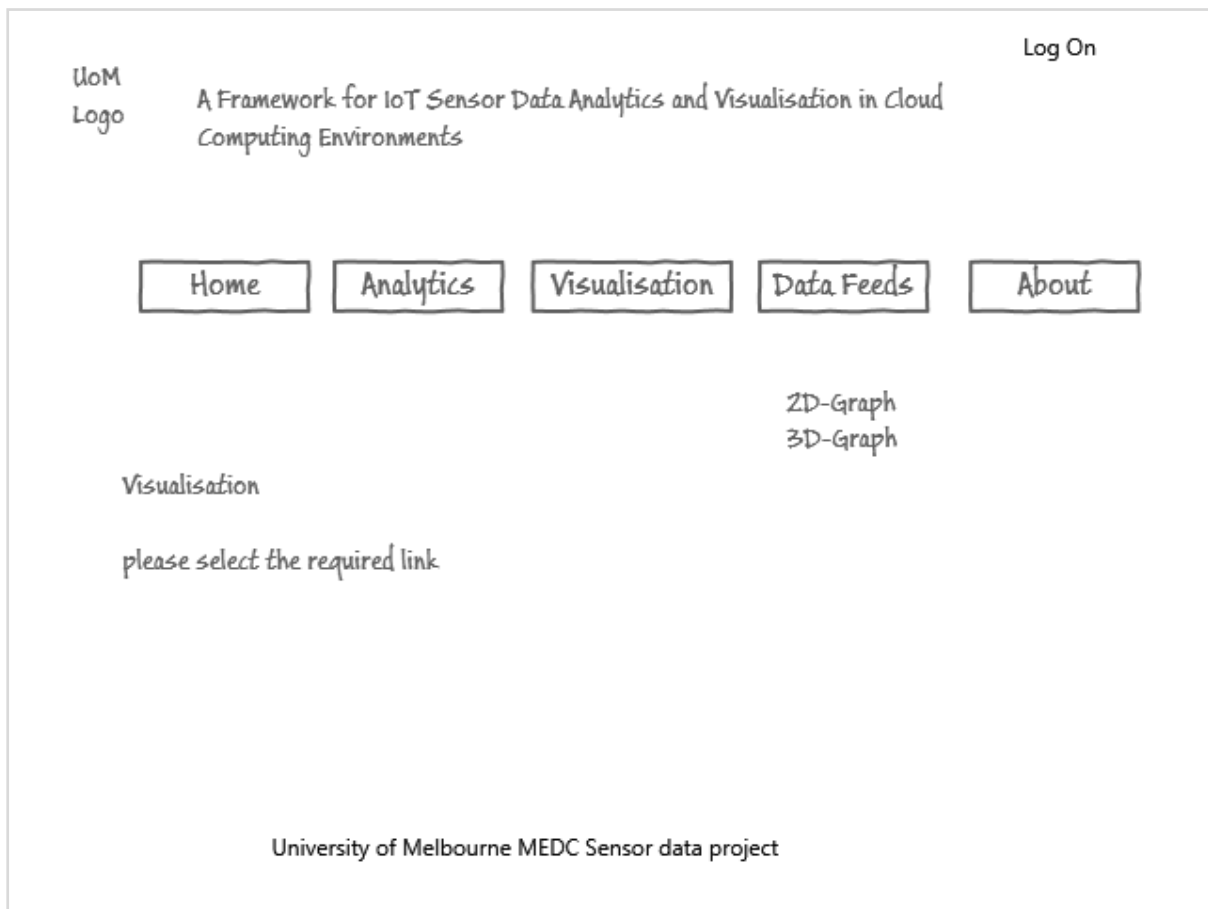 Log On
UoM
Logo
A Framework for IoT Sensor Data Analytics and Visualisation in Cloud
Computing Environments
Home Analytics Visualisation Data Feeds About
2D-Graph
3D-Graph
Visualisation
please select the required link
University of Melbourne MEDC Sensor data project